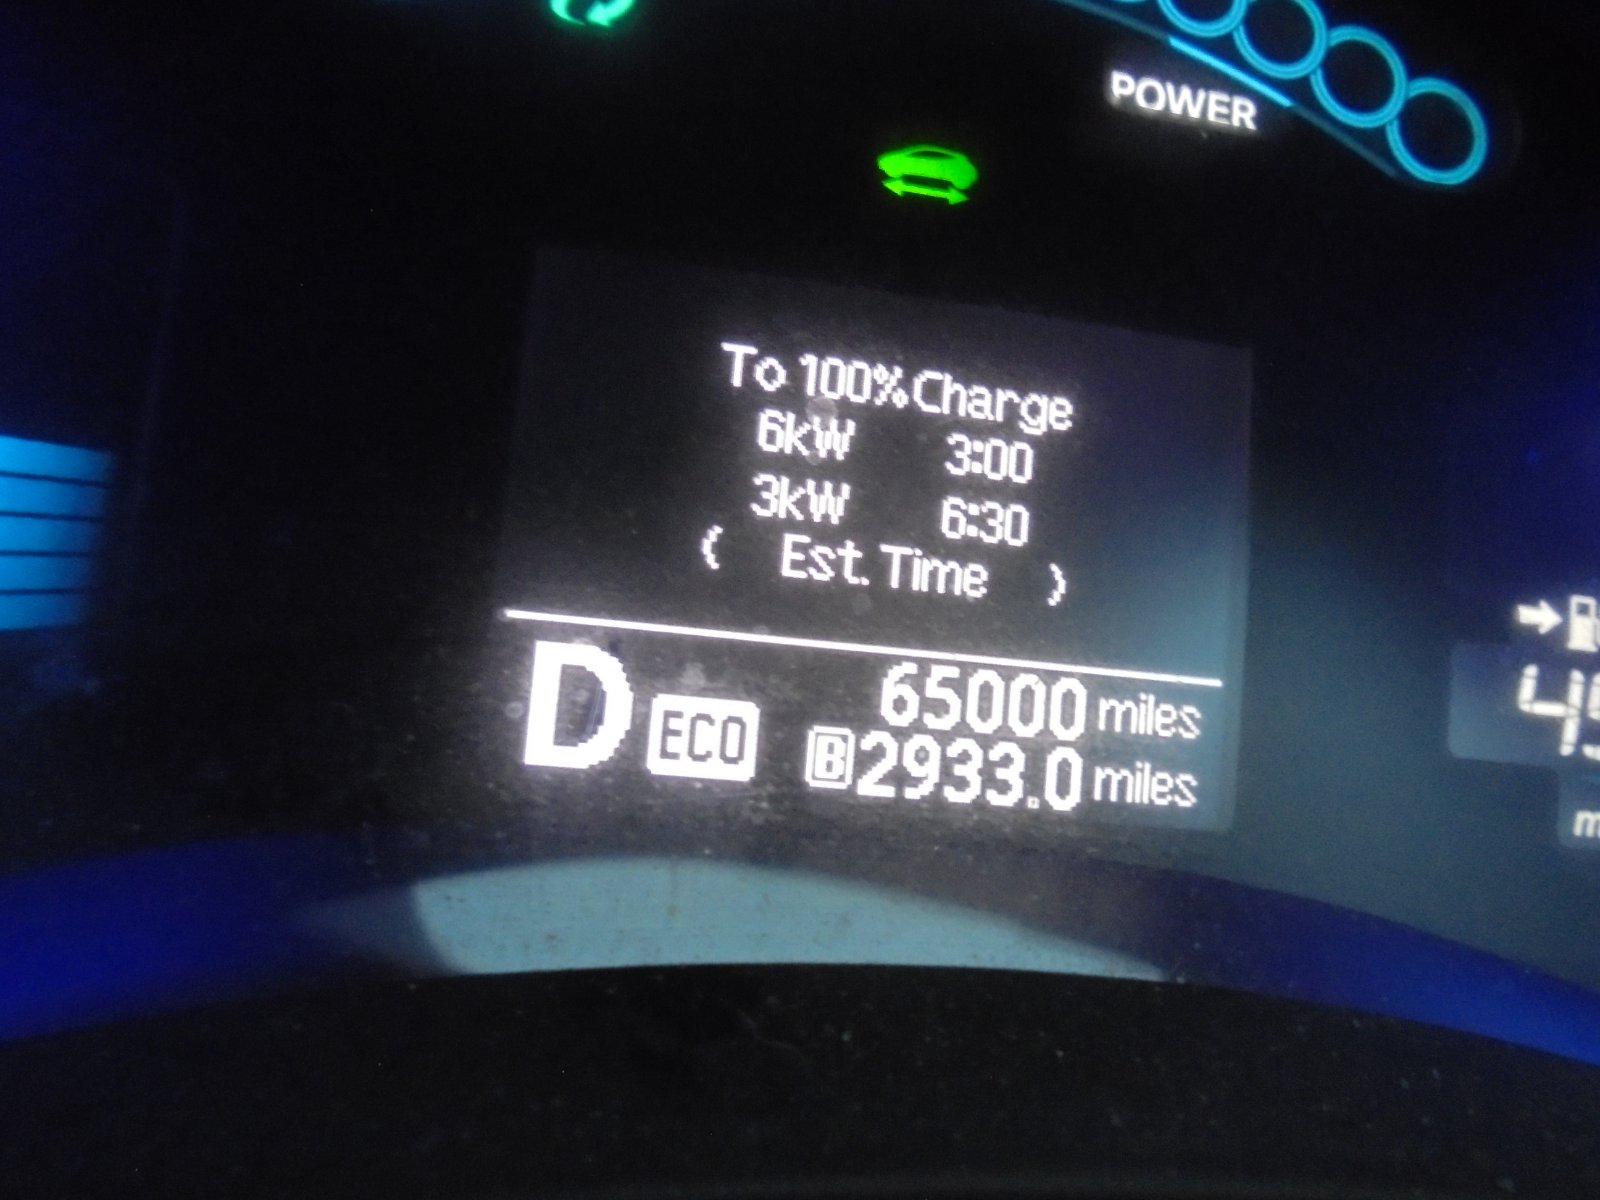 POWER
To 100% Charge
6kW 3:00
3kW 6:30
( Est. Time )
D ECO 65000 miles
B 2933.0 miles